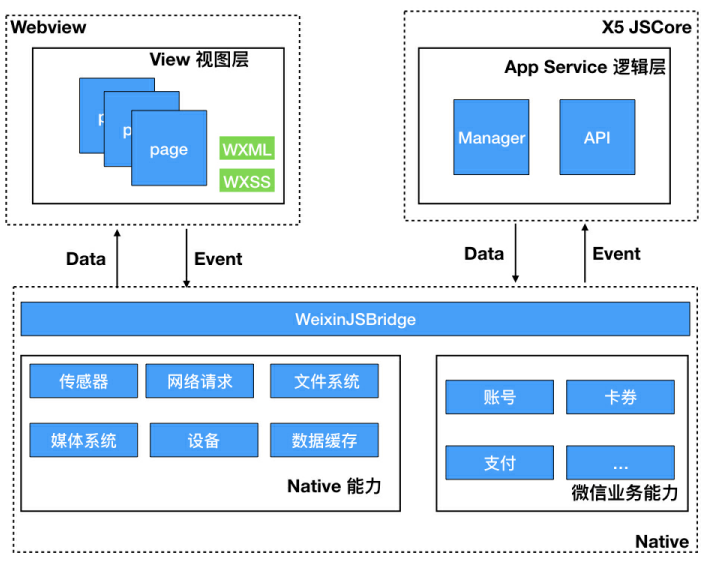 Webview
View 视图层
p
p
page
WXML
WXSS
X5 JSCore
App Service 逻辑层
Manager
API
Data
Event
Data
Event
WeixinJSBridge
传感器
网络请求
文件系统
媒体系统
设备
数据缓存
Native 能力
账号
卡券
支付
...
微信业务能力
Native